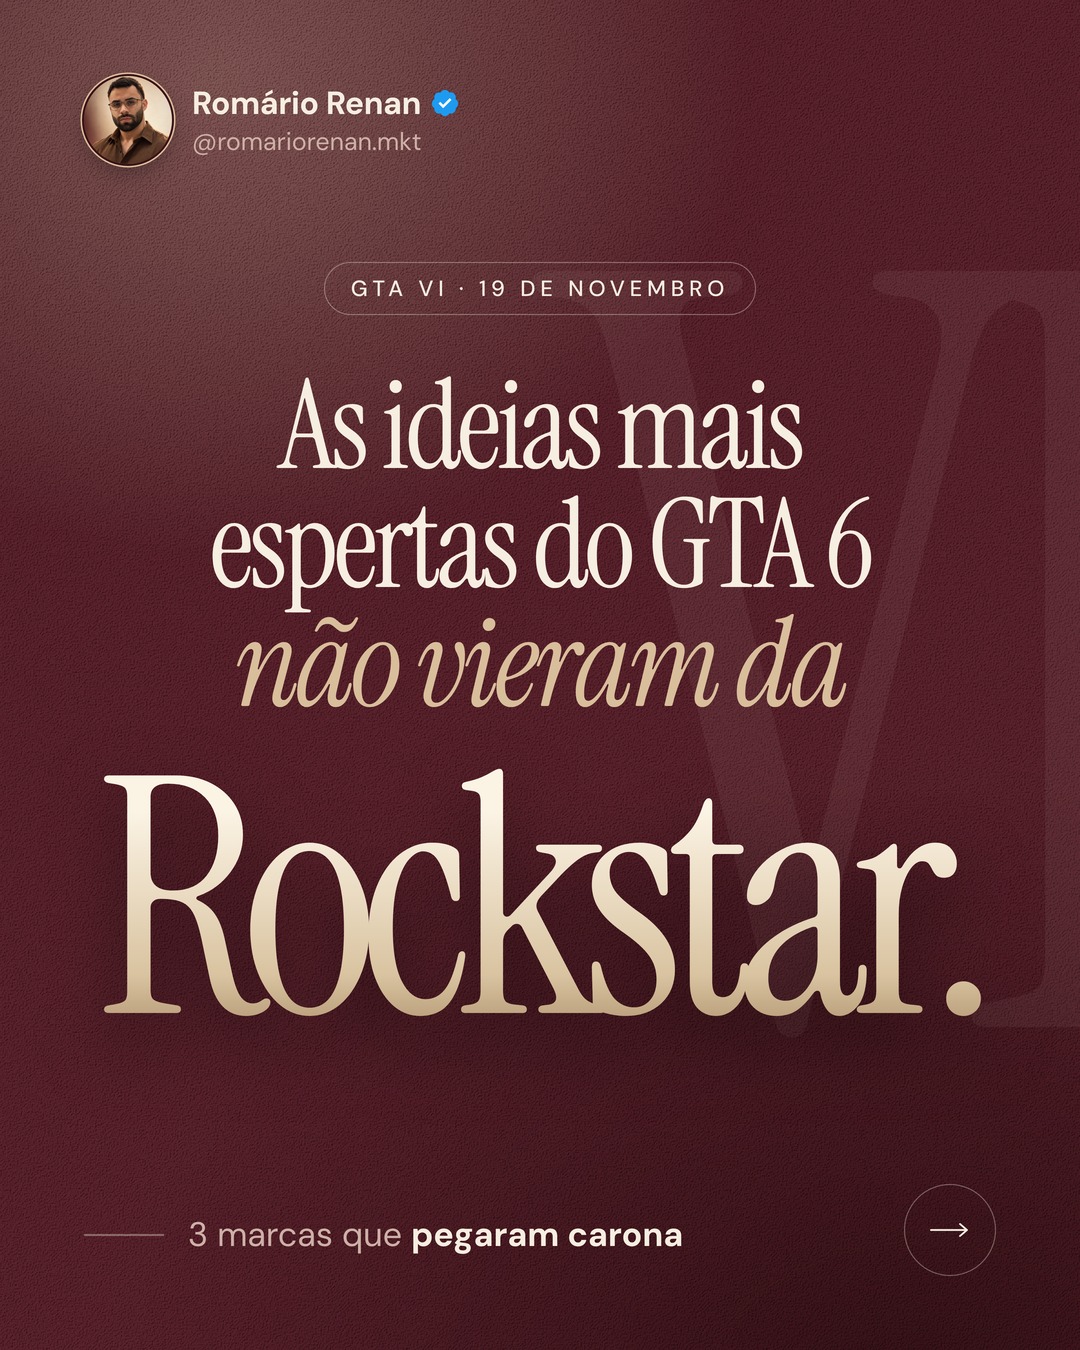 Romário Renan
@romariorenan.mkt
GTA VI · 19 DE NOVEMBRO
As ideias mais
espertas do GTA 6
não vieram da
Rockstar.
3 marcas que pegaram carona
VI